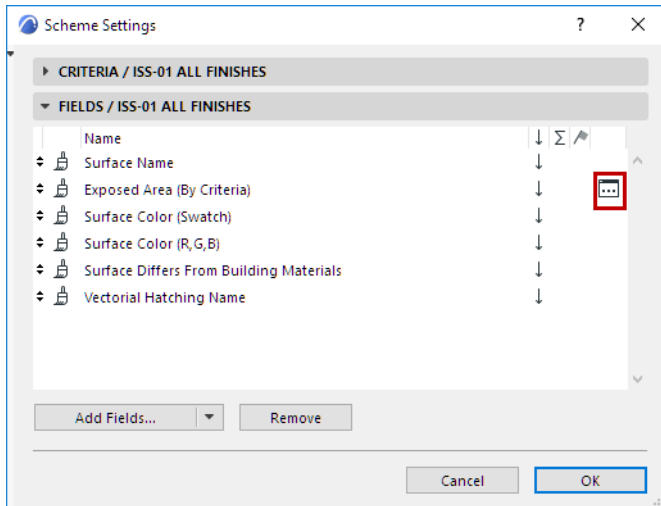 Scheme Settings
CRITERIA / ISS-01 ALL FINISHES
FIELDS / ISS-01 ALL FINISHES
Name
Surface Name
Exposed Area (By Criteria)
Surface Color (Swatch)
Surface Color (R,G,B)
Surface Differs From Building Materials
Vectorial Hatching Name
Add Fields... Remove
Cancel OK